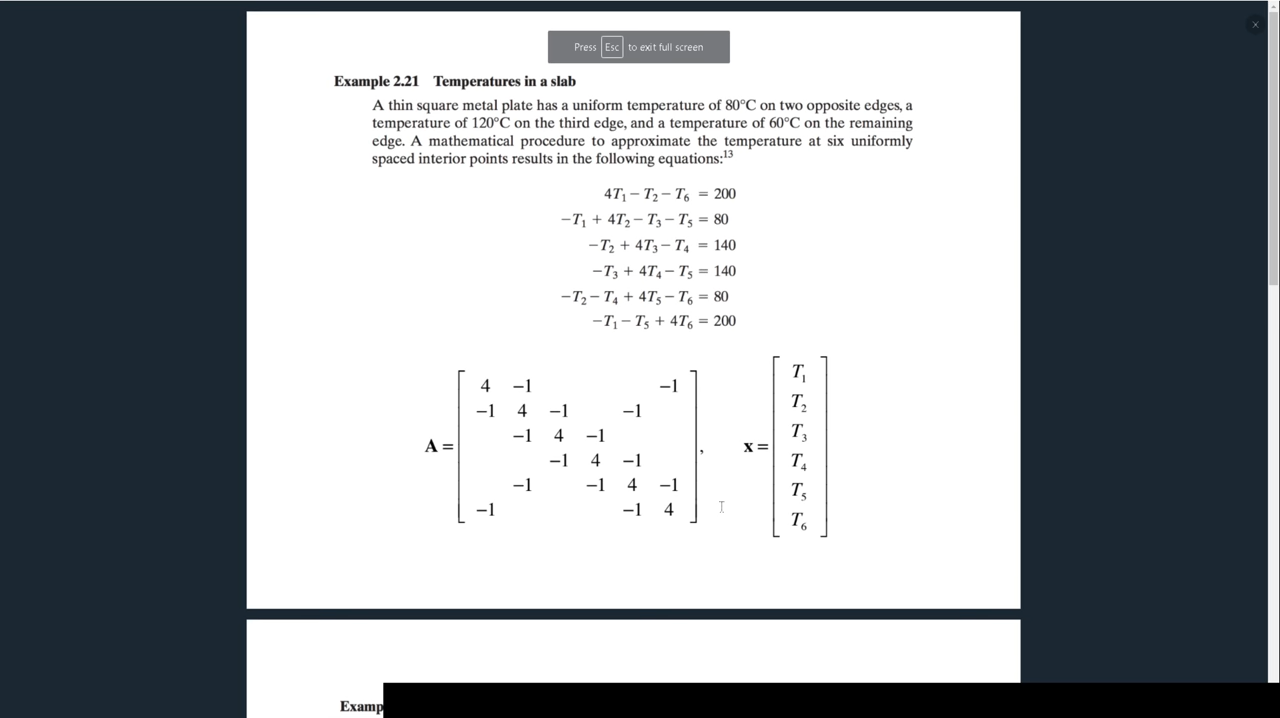 Press Esc to exit full screen
Example 2.21 Temperatures in a slab
A thin square metal plate has a uniform temperature of 80°C on two opposite edges, a
temperature of 120°C on the third edge, and a temperature of 60°C on the remaining
edge. A mathematical procedure to approximate the temperature at six uniformly
spaced interior points results in the following equations:¹³
4T₁ − T₂ − T₆ = 200
−T₁ + 4T₂ − T₃ − T₅ = 80
−T₂ + 4T₃ − T₄ = 140
−T₃ + 4T₄ − T₅ = 140
−T₂ − T₄ + 4T₅ − T₆ = 80
−T₁ − T₅ + 4T₆ = 200
4 −1 −1
−1 4 −1 −1
−1 4 −1
−1 4 −1
−1 −1 4 −1
−1 −1 4
A = ,
x =
T₁
T₂
T₃
T₄
T₅
T₆